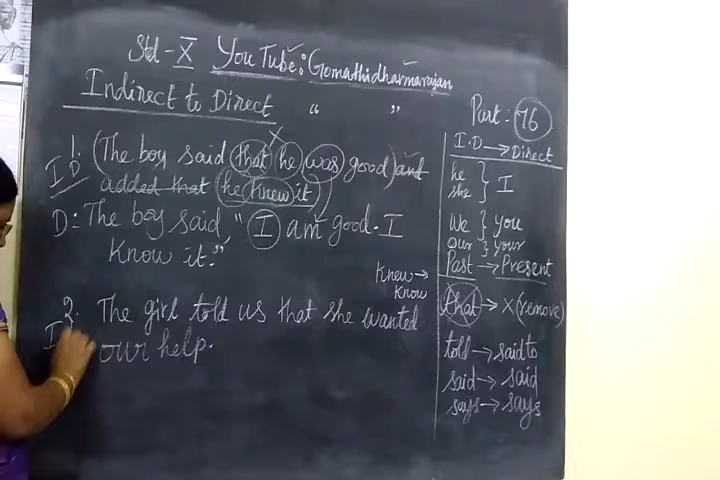 Std - X YouTube: Gomathidharmarajan
Indirect to Direct " "
Part: 76
1. The boy said that he was good and
ID
added that he knew it
D: The boy said, "I am good. I
Know it."
Knew →
Know
2. The girl told us that she wanted
I
our help.
I.D → Direct
he
she } I
we } you
our } your
Past → Present
That → X (remove)
told → said to
said → said
says → says